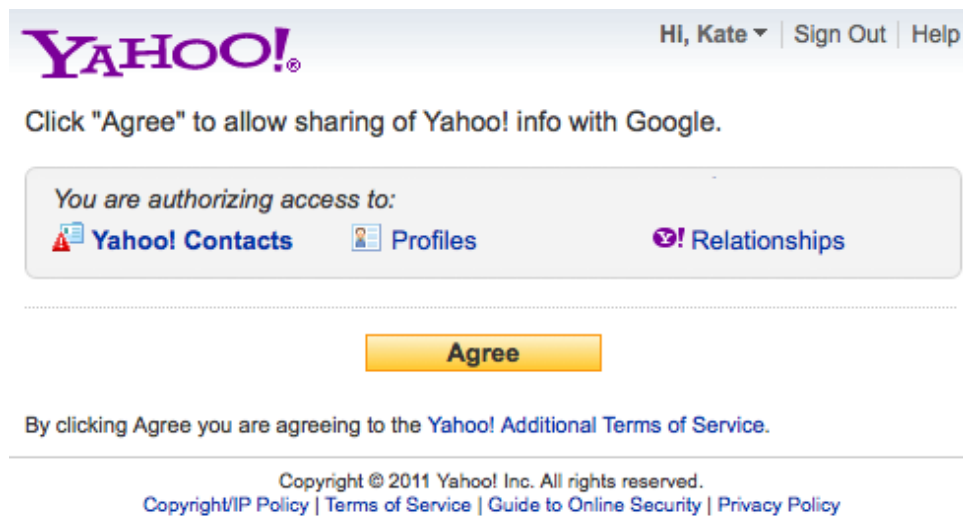 YAHOO!®
Hi, Kate | Sign Out | Help
Click "Agree" to allow sharing of Yahoo! info with Google.
You are authorizing access to:
Yahoo! Contacts Profiles Y! Relationships
Agree
By clicking Agree you are agreeing to the Yahoo! Additional Terms of Service.
Copyright © 2011 Yahoo! Inc. All rights reserved.
Copyright/IP Policy | Terms of Service | Guide to Online Security | Privacy Policy